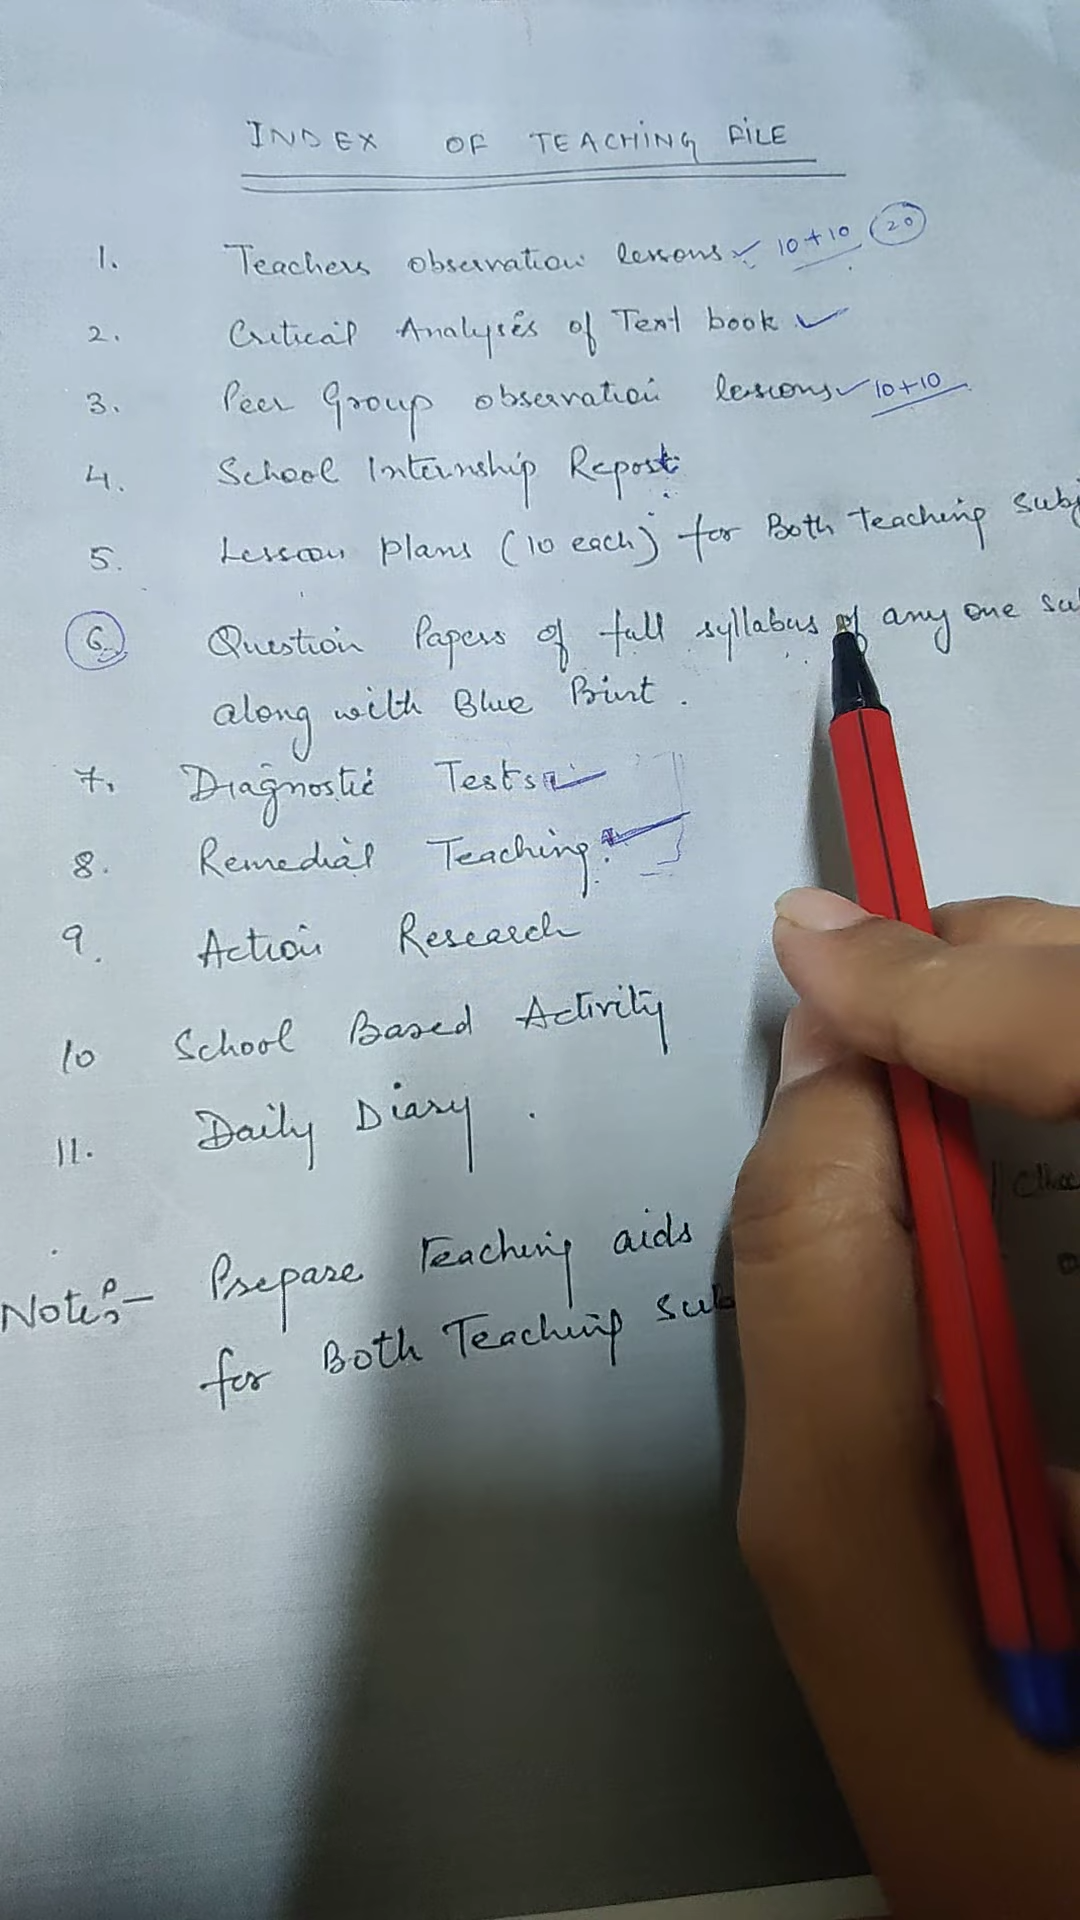 INDEX OF TEACHING FILE
1. Teachers observation lessons ✓ 10+10 20
2. Critical Analysis of Text book ✓
3. Peer Group observation lessons ✓ 10+10
4. School Internship Report
5. Lesson plans (10 each) for Both Teaching Subj
6. Question Papers of full syllabus of any one su
along with Blue Print.
7. Diagnostic Tests ✓
8. Remedial Teaching. ✓
9. Action Research
10 School Based Activity
11. Daily Diary.
Note:- Prepare Teaching aids
for Both Teaching Sub